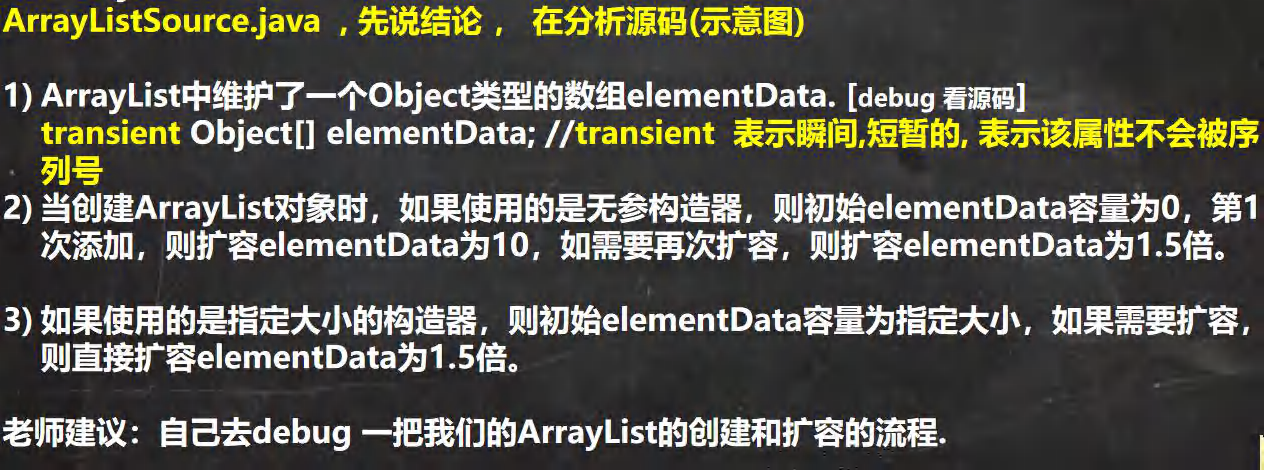 ArrayListSource.java , 先说结论 ， 在分析源码(示意图)
1) ArrayList中维护了一个Object类型的数组elementData. [debug 看源码]
transient Object[] elementData; //transient 表示瞬间,短暂的, 表示该属性不会被序
列号
2) 当创建ArrayList对象时，如果使用的是无参构造器，则初始elementData容量为0，第1
次添加，则扩容elementData为10，如需要再次扩容，则扩容elementData为1.5倍。
3) 如果使用的是指定大小的构造器，则初始elementData容量为指定大小，如果需要扩容，
则直接扩容elementData为1.5倍。
老师建议：自己去debug 一把我们的ArrayList的创建和扩容的流程.